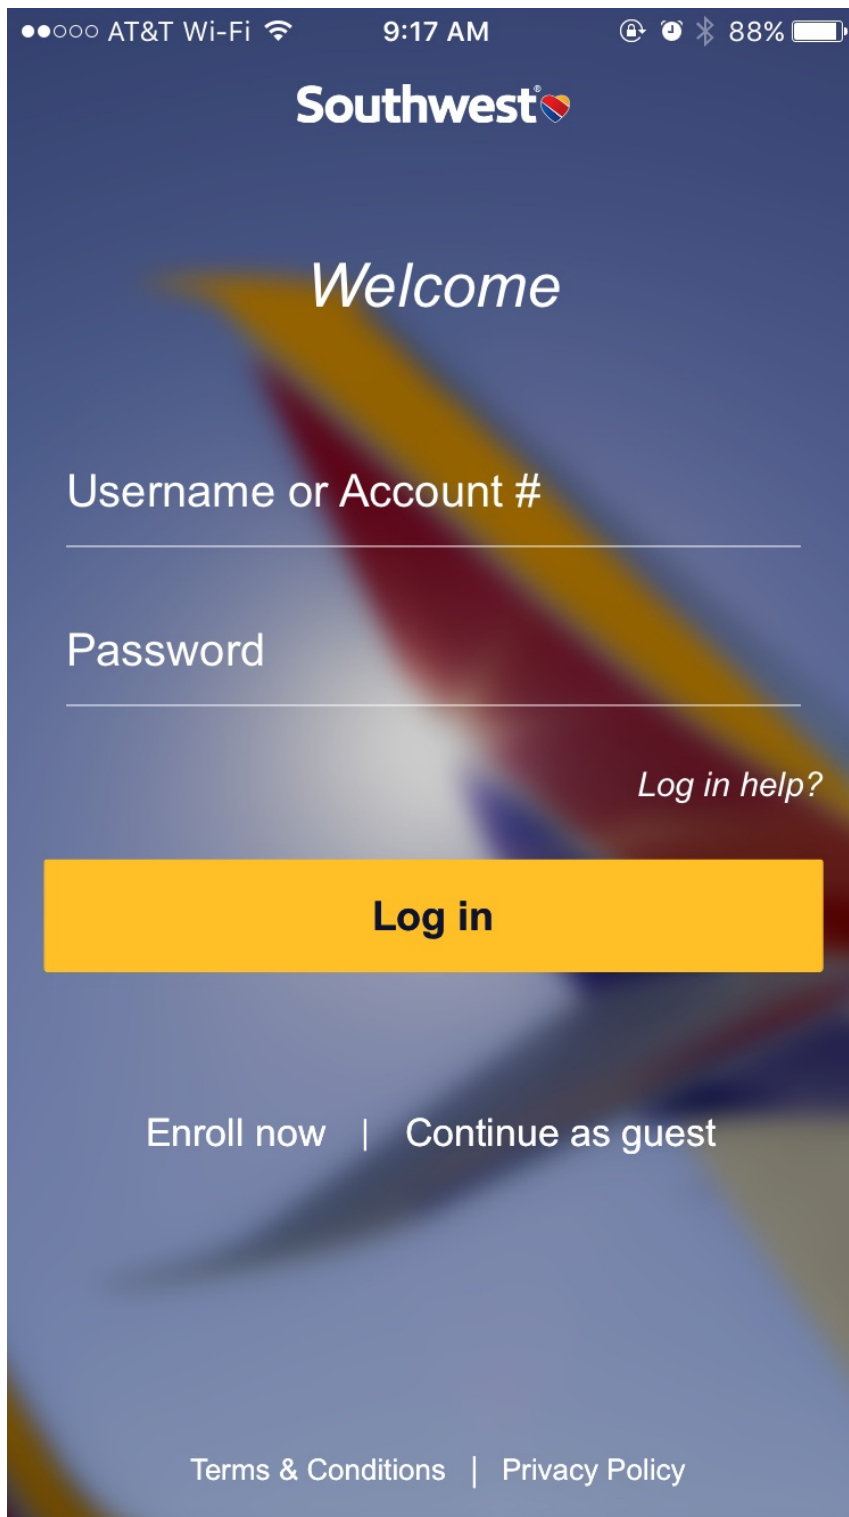 AT&T Wi-Fi 9:17 AM 88%
Southwest®
Welcome
Username or Account #
Password
Log in help?
Log in
Enroll now | Continue as guest
Terms & Conditions | Privacy Policy